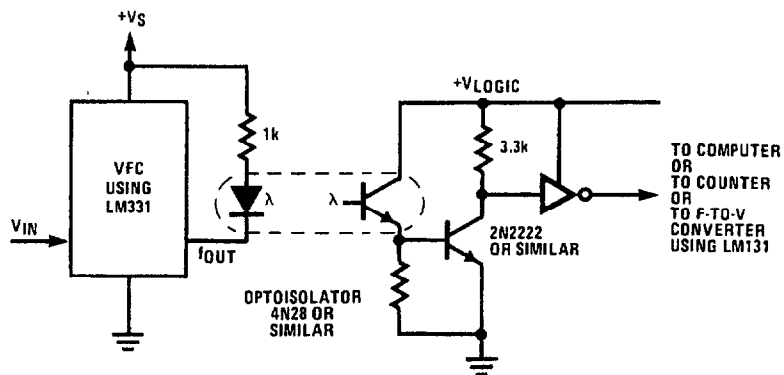 +VS
1k
VFC
USING
LM331
VIN
fOUT
λ
λ
OPTOISOLATOR
4N28 OR
SIMILAR
+VLOGIC
3.3k
2N2222
OR SIMILAR
TO COMPUTER
OR
TO COUNTER
OR
TO F-TO-V
CONVERTER
USING LM131